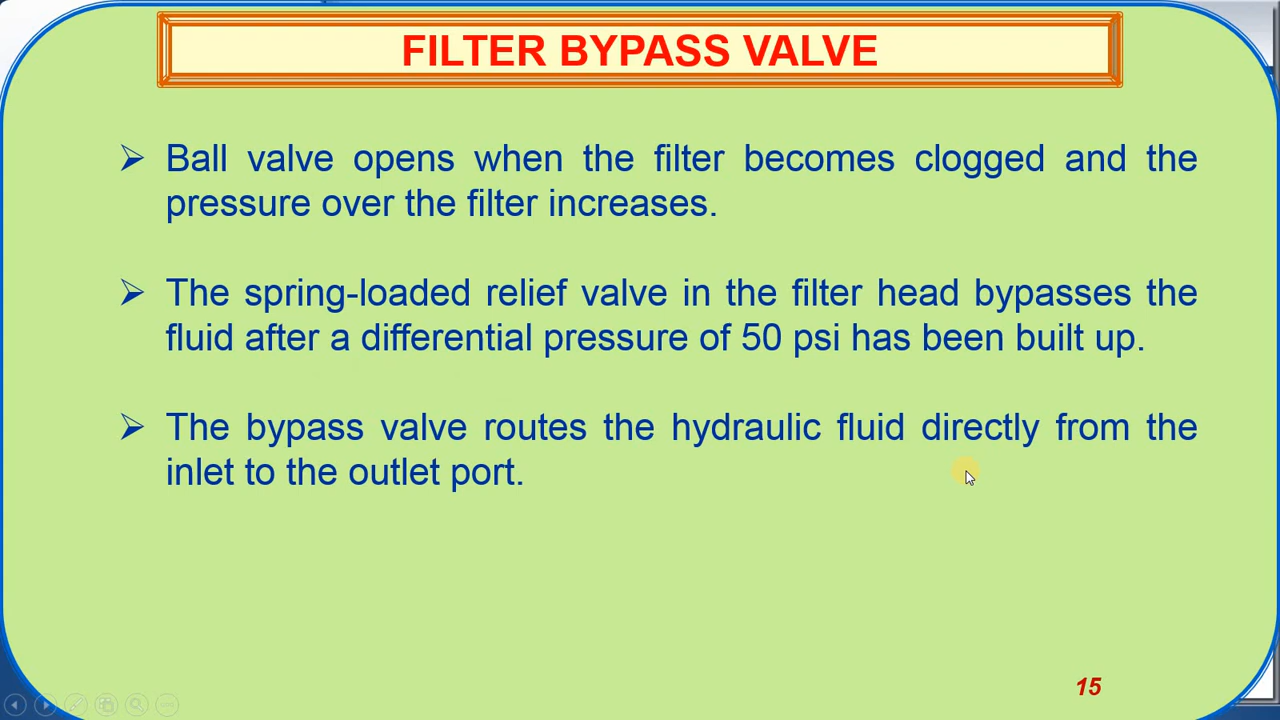 FILTER BYPASS VALVE
➢ Ball valve opens when the filter becomes clogged and the
pressure over the filter increases.
➢ The spring-loaded relief valve in the filter head bypasses the
fluid after a differential pressure of 50 psi has been built up.
➢ The bypass valve routes the hydraulic fluid directly from the
inlet to the outlet port.
15